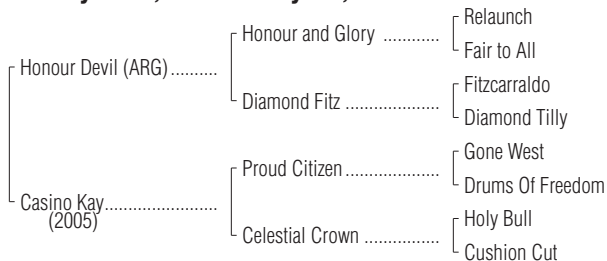 Relaunch
Honour and Glory ............
Fair to All
Honour Devil (ARG)..........
Fitzcarraldo
Diamond Fitz ....................
Diamond Tilly
Gone West
Proud Citizen....................
Drums Of Freedom
Casino Kay........................
(2005)
Holy Bull
Celestial Crown ................
Cushion Cut